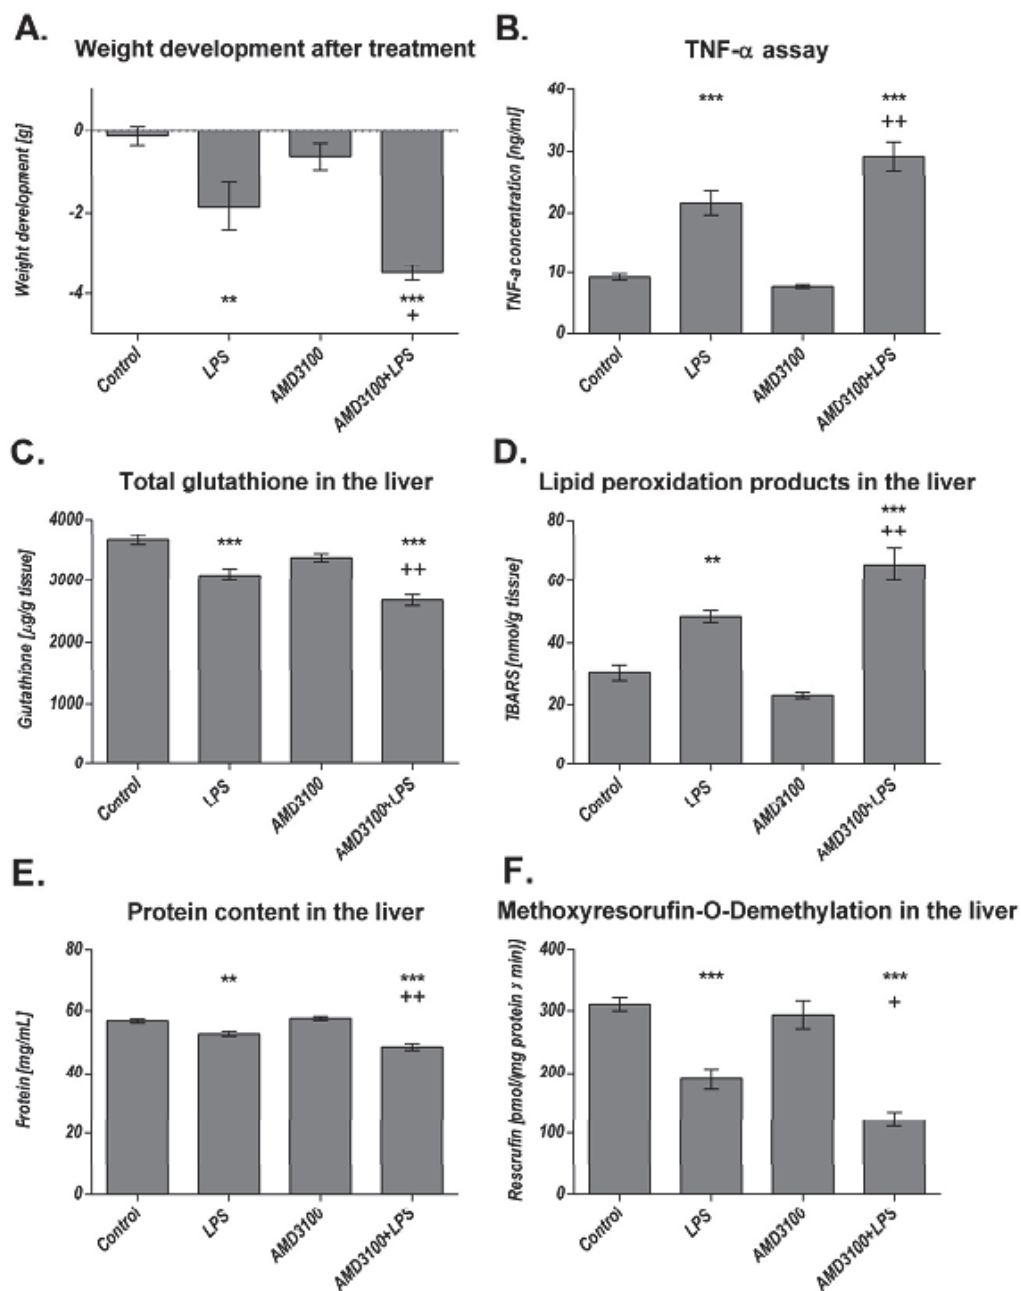 A.
Weight development after treatment
Weight development [g]
0
-2
-4
**
***
+
Control
LPS
AMD3100
AMD3100+LPS
B.
TNF-α assay
TNF-a concentration [ng/ml]
40
30
20
10
0
***
***
++
Control
LPS
AMD3100
AMD3100+LPS
C.
Total glutathione in the liver
Glutathione [µg/g tissue]
4000
3000
2000
1000
0
***
***
++
Control
LPS
AMD3100
AMD3100+LPS
D.
Lipid peroxidation products in the liver
TBARS [nmol/g tissue]
80
60
40
20
0
**
***
++
Control
LPS
AMD3100
AMD3100+LPS
E.
Protein content in the liver
Protein [mg/mL]
80
60
40
20
0
**
***
++
Control
LPS
AMD3100
AMD3100+LPS
F.
Methoxyresorufin-O-Demethylation in the liver
Resorufin [pmol/(mg protein x min)]
400
300
200
100
0
***
***
+
Control
LPS
AMD3100
AMD3100+LPS